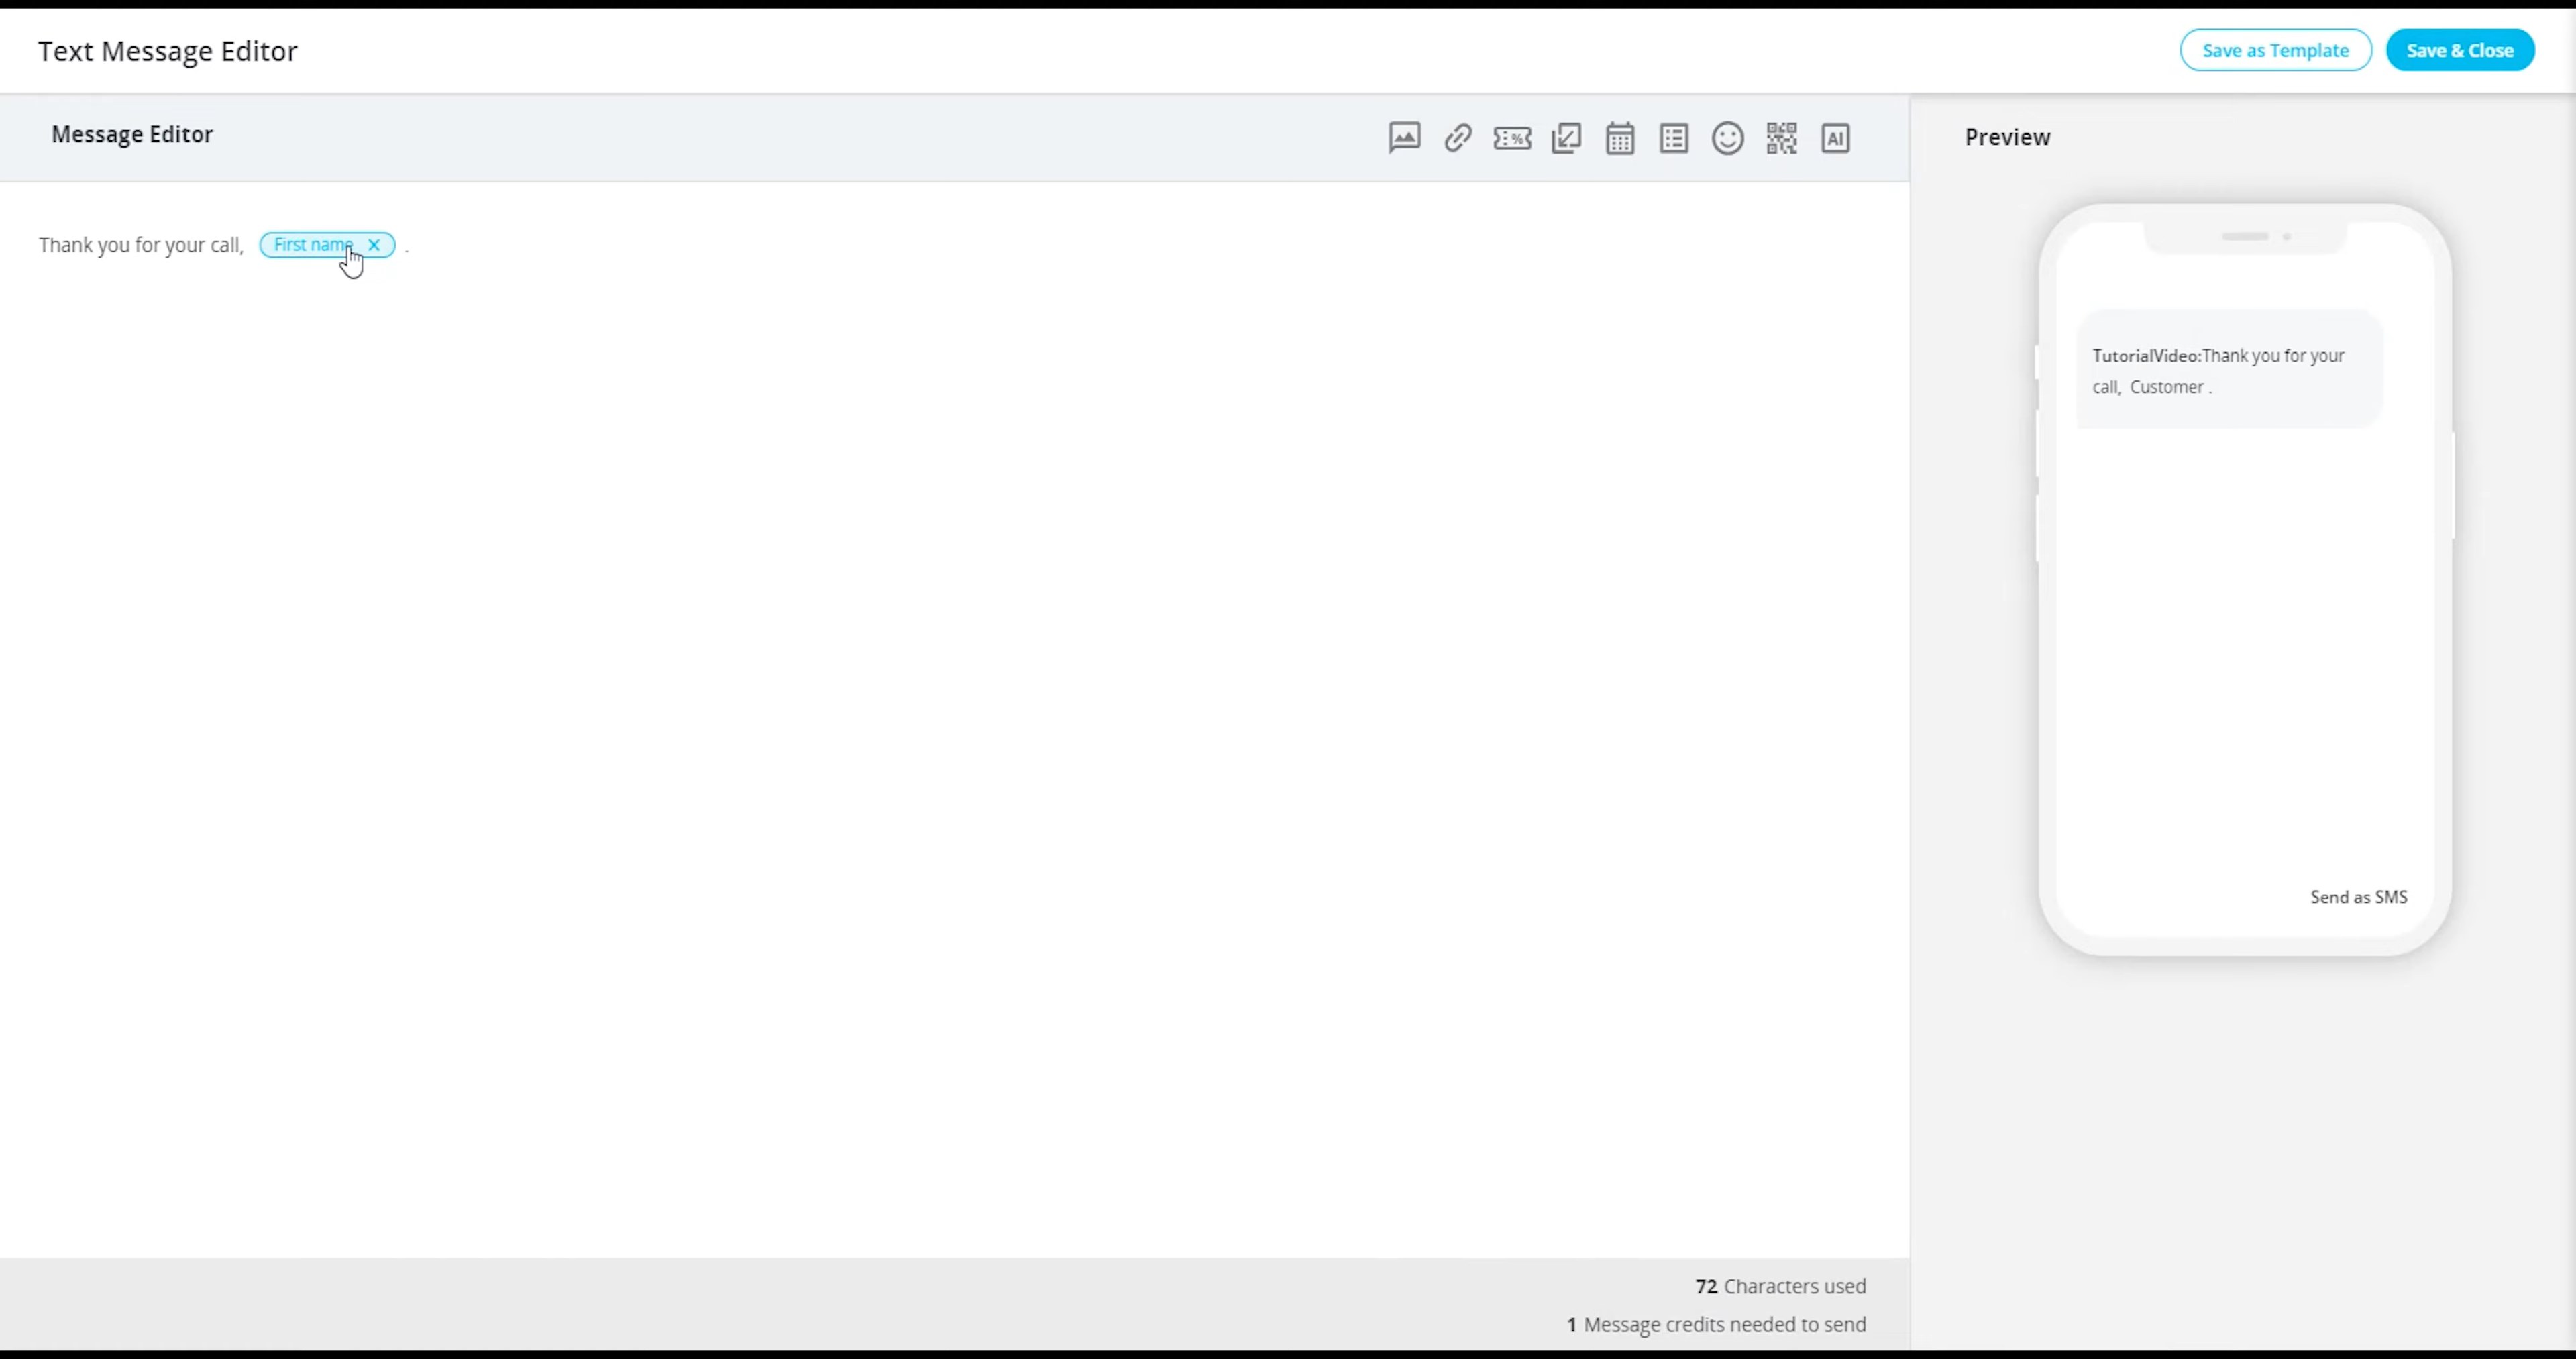 Text Message Editor
Save as Template
Save & Close
Message Editor
%
AI
Preview
Thank you for your call, First name × .
TutorialVideo:Thank you for your
call, Customer .
Send as SMS
72 Characters used
1 Message credits needed to send